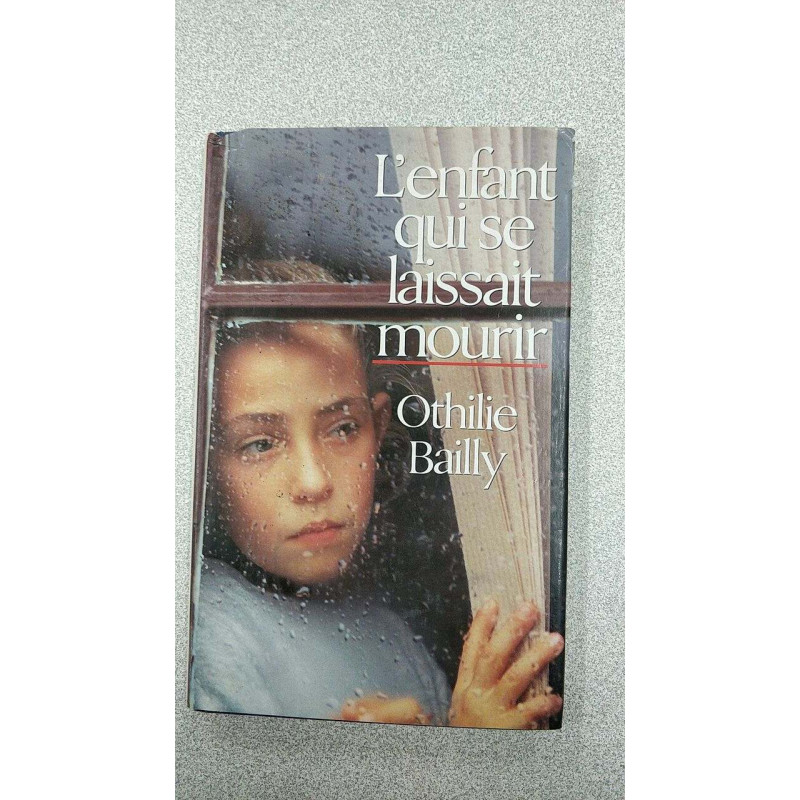 L'enfant
qui se
laissait
mourir
Othilie
Bailly